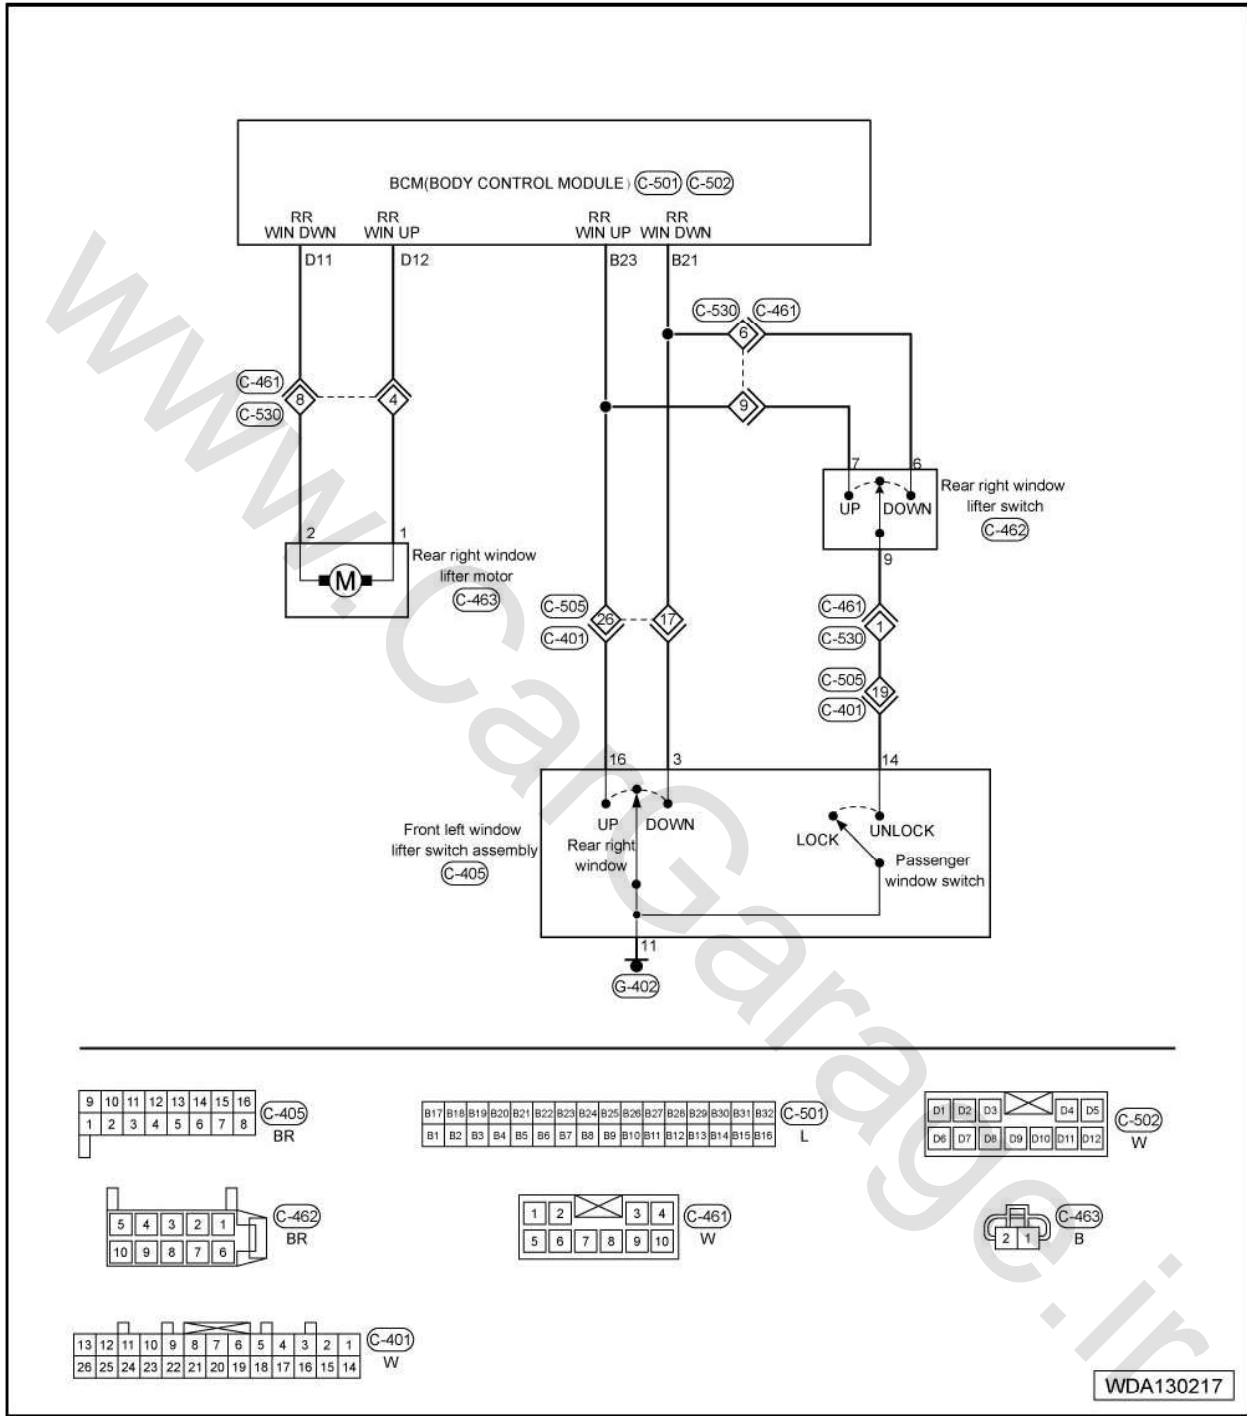 BCM(BODY CONTROL MODULE) C-501 C-502
RR WIN DWN
RR WIN UP
RR WIN UP
RR WIN DWN
D11
D12
B23
B21
C-530 C-461
6
9
C-461
C-530
8
4
7
6
UP
DOWN
Rear right window
lifter switch
C-462
9
2
1
M
Rear right window
lifter motor
C-463
C-505
C-401
26
17
C-461
C-530
1
C-505
C-401
19
16
3
14
UP
DOWN
Rear right
window
LOCK
UNLOCK
Passenger
window switch
Front left window
lifter switch assembly
C-405
11
G-402
9 10 11 12 13 14 15 16
1 2 3 4 5 6 7 8
C-405
BR
B17 B18 B19 B20 B21 B22 B23 B24 B25 B26 B27 B28 B29 B30 B31 B32
B1 B2 B3 B4 B5 B6 B7 B8 B9 B10 B11 B12 B13 B14 B15 B16
C-501
L
D1 D2 D3 D4 D5
D6 D7 D8 D9 D10 D11 D12
C-502
W
5 4 3 2 1
10 9 8 7 6
C-462
BR
1 2 3 4
5 6 7 8 9 10
C-461
W
2 1
C-463
B
13 12 11 10 9 8 7 6 5 4 3 2 1
26 25 24 23 22 21 20 19 18 17 16 15 14
C-401
W
WDA130217
www.CarGarage.ir